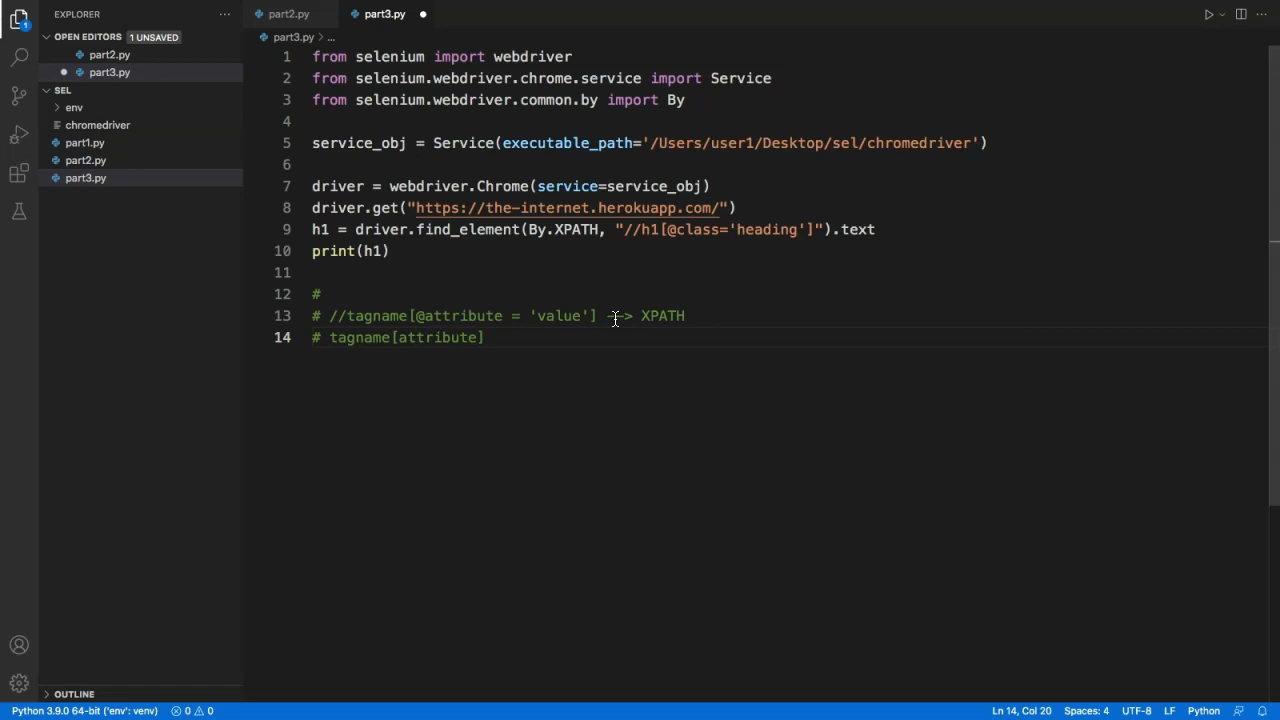 EXPLORER
part2.py
part3.py
part3.py > ...
OPEN EDITORS 1 UNSAVED
part2.py
part3.py
SEL
env
chromedriver
part1.py
part2.py
part3.py
OUTLINE
1
1 from selenium import webdriver
2 from selenium.webdriver.chrome.service import Service
3 from selenium.webdriver.common.by import By
4
5 service_obj = Service(executable_path='/Users/user1/Desktop/sel/chromedriver')
6
7 driver = webdriver.Chrome(service=service_obj)
8 driver.get("https://the-internet.herokuapp.com/")
9 h1 = driver.find_element(By.XPATH, "//h1[@class='heading']").text
10 print(h1)
11
12 #
13 # //tagname[@attribute = 'value'] --> XPATH
14 # tagname[attribute]
Python 3.9.0 64-bit ('env': venv) 0 0 Ln 14, Col 20 Spaces: 4 UTF-8 LF Python